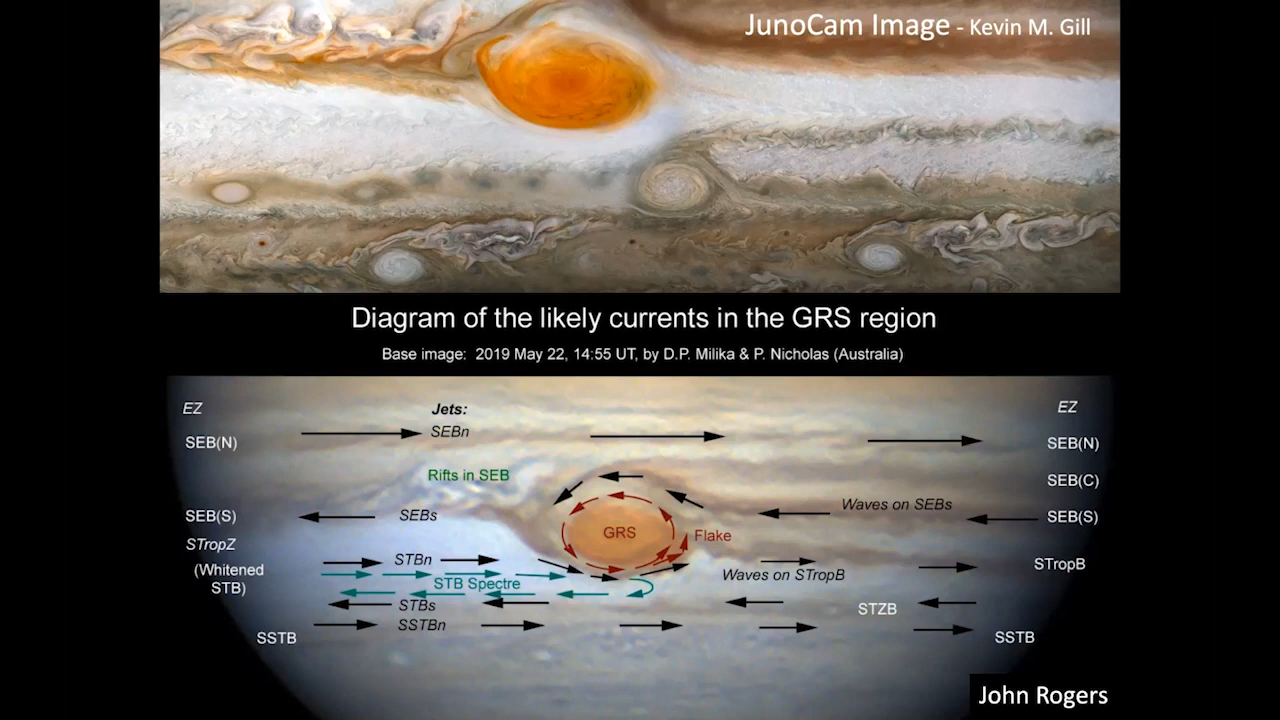 JunoCam Image - Kevin M. Gill
Diagram of the likely currents in the GRS region
Base image: 2019 May 22, 14:55 UT, by D.P. Milika & P. Nicholas (Australia)
EZ
Jets:
EZ
SEB(N)
SEBn
SEB(N)
Rifts in SEB
SEB(C)
SEB(S)
SEBs
Waves on SEBs
SEB(S)
GRS
Flake
STropZ
STBn
STropB
(Whitened
STB)
STB Spectre
Waves on STropB
STBs
STZB
SSTB
SSTBn
SSTB
John Rogers